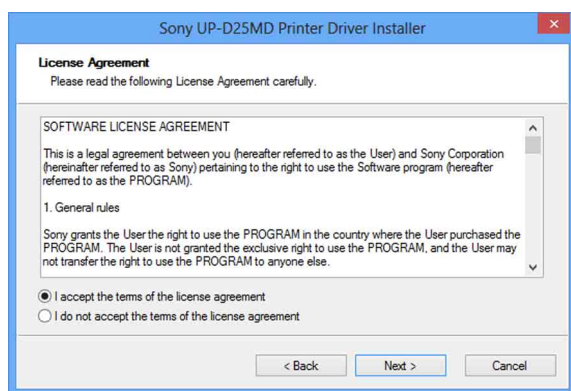 Sony UP-D25MD Printer Driver Installer
License Agreement
Please read the following License Agreement carefully.
SOFTWARE LICENSE AGREEMENT
This is a legal agreement between you (hereafter referred to as the User) and Sony Corporation
(hereinafter referred to as Sony) pertaining to the right to use the Software program (hereafter
referred to as the PROGRAM).
1. General rules
Sony grants the User the right to use the PROGRAM in the country where the User purchased the
PROGRAM. The User is not granted the exclusive right to use the PROGRAM, and the User may
not transfer the right to use the PROGRAM to anyone else.
I accept the terms of the license agreement
I do not accept the terms of the license agreement
< Back
Next >
Cancel